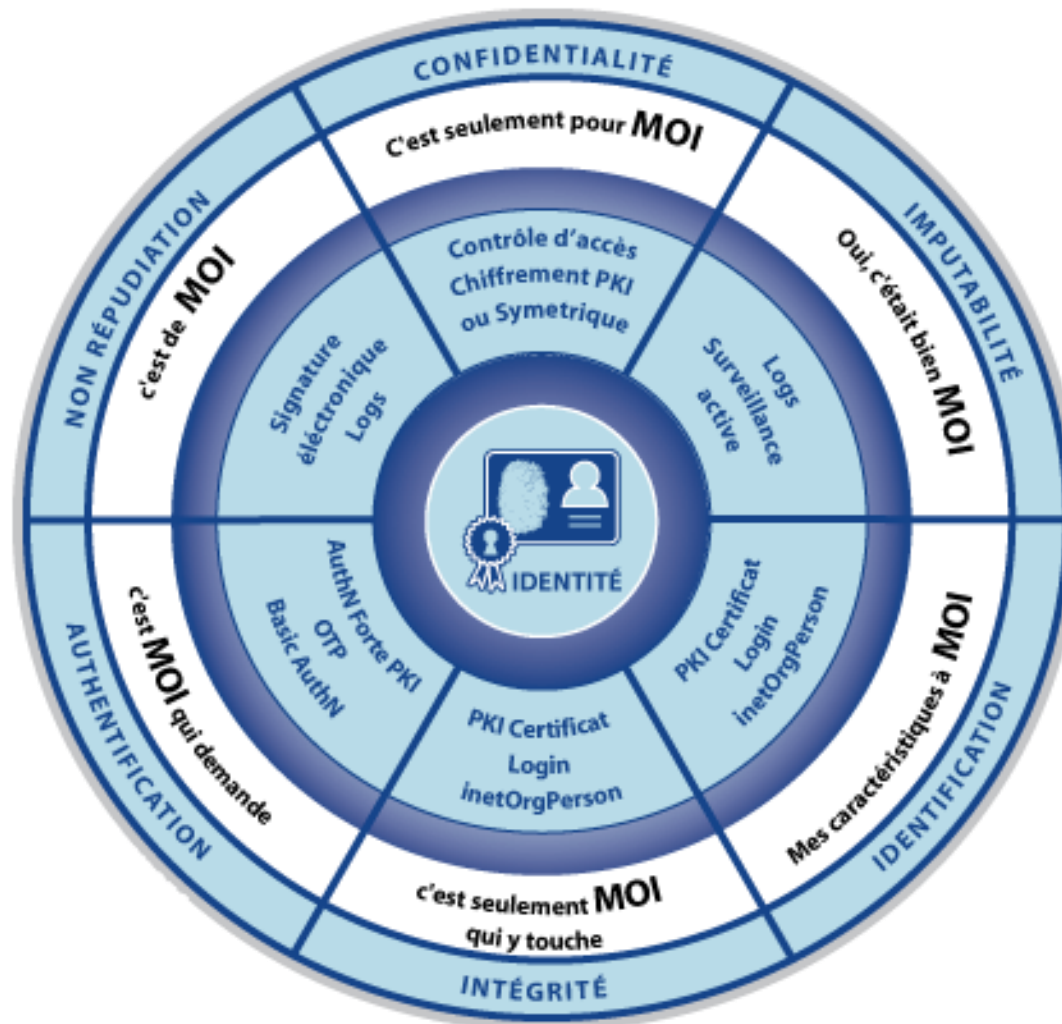 CONFIDENTIALITÉ
C'est seulement pour MOI
Contrôle d'accès
Chiffrement PKI
ou Symetrique
IMPUTABILITÉ
Oui, c'était bien MOI
Logs
Surveillance
active
IDENTIFICATION
Mes caractéristiques à MOI
PKI Certificat
Login
inetOrgPerson
INTÉGRITÉ
c'est seulement MOI
qui y touche
PKI Certificat
Login
inetOrgPerson
AUTHENTIFICATION
c'est MOI qui demande
AuthN Forte PKI
OTP
Basic AuthN
NON RÉPUDIATION
c'est de MOI
Signature
éléctronique
Logs
IDENTITÉ